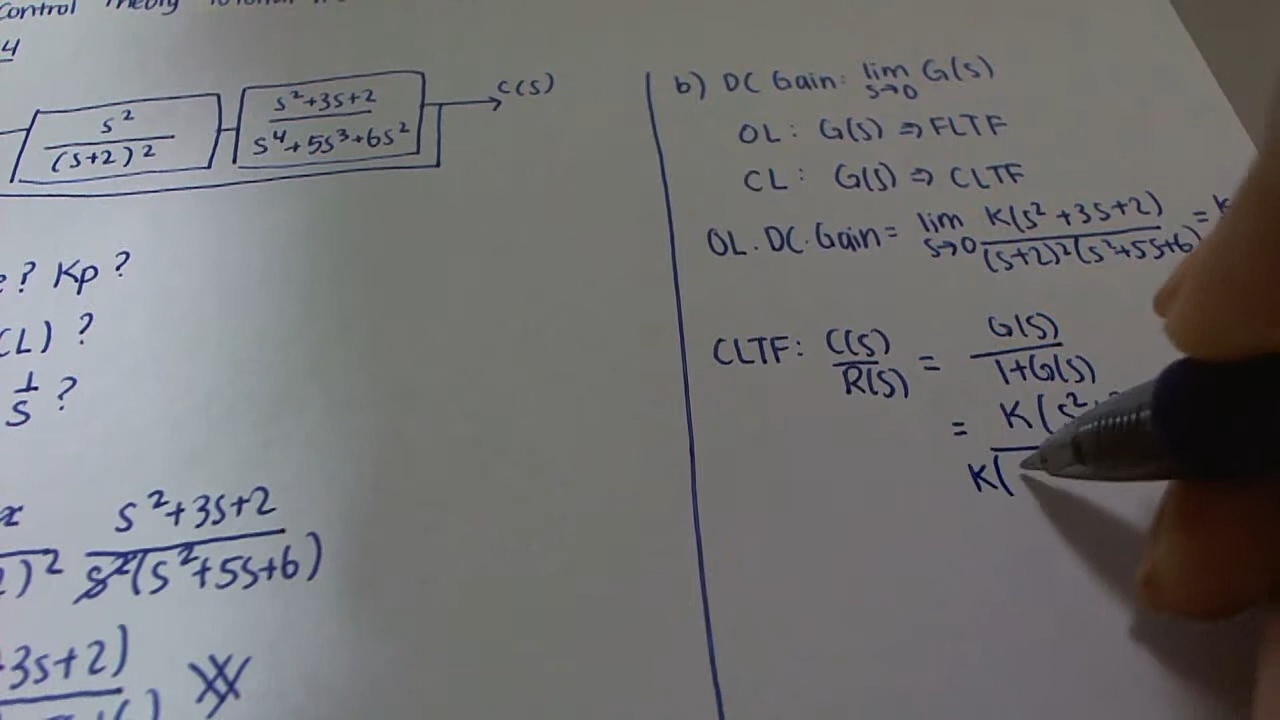 Control Theory Tutorial
4
s²
(s+2)²
s²+3s+2
s⁴+5s³+6s²
C(s)
? Kp ?
(CL) ?
1
s ?
s²+3s+2
)² s²(s²+5s+6)
3s+2)
b) DC Gain: lim G(s)
s→0
OL: G(s) ⇒ FLTF
CL: G(s) ⇒ CLTF
OL.DC.Gain = lim K(s²+3s+2) =
s→0 (s+2)²(s²+5s+6)
CLTF: C(s) = G(s)
R(s) 1+G(s)
= K(s²
K(